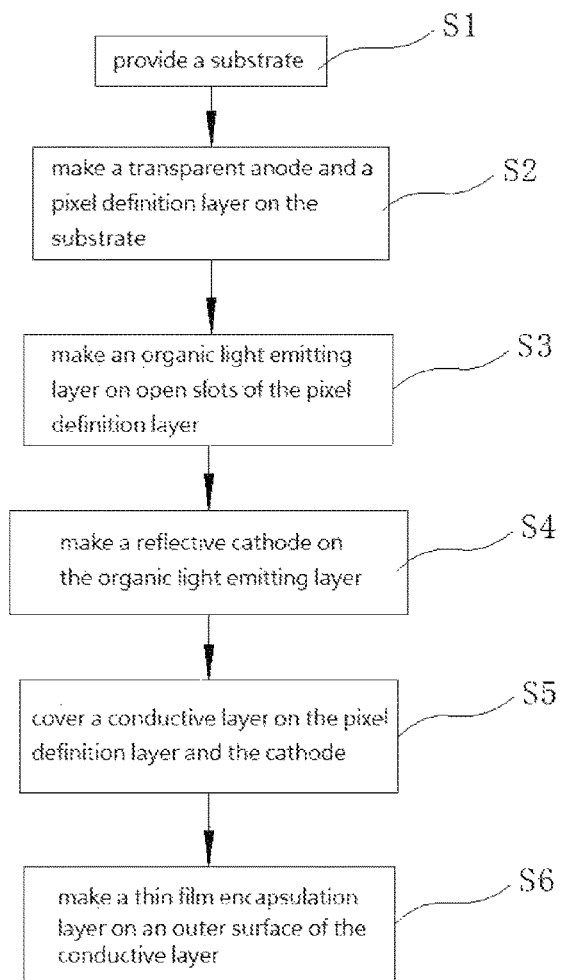 S1
provide a substrate
S2
make a transparent anode and a
pixel definition layer on the
substrate
S3
make an organic light emitting
layer on open slots of the pixel
definition layer
S4
make a reflective cathode on
the organic light emitting layer
S5
cover a conductive layer on the pixel
definition layer and the cathode
S6
make a thin film encapsulation
layer on an outer surface of the
conductive layer